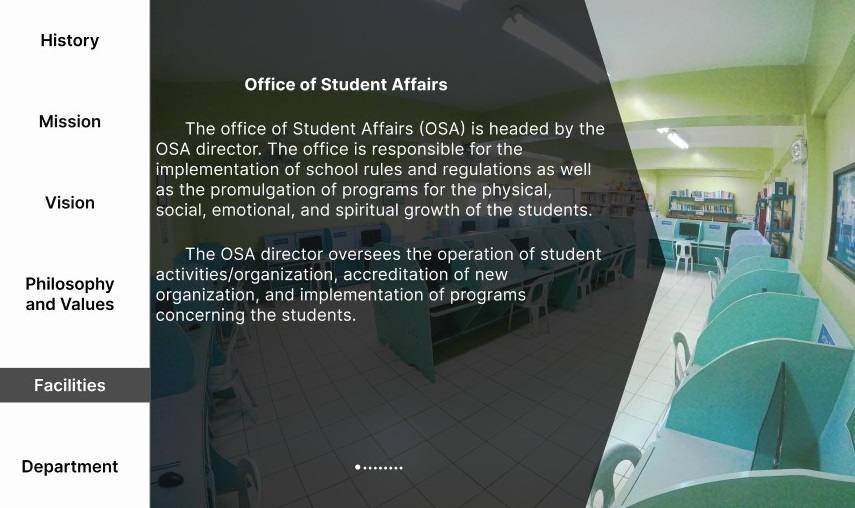 History
Mission
Vision
Philosophy
and Values
Facilities
Department
Office of Student Affairs
The office of Student Affairs (OSA) is headed by the
OSA director. The office is responsible for the
implementation of school rules and regulations as well
as the promulgation of programs for the physical,
social, emotional, and spiritual growth of the students.
The OSA director oversees the operation of student
activities/organization, accreditation of new
organization, and implementation of programs
concerning the students.